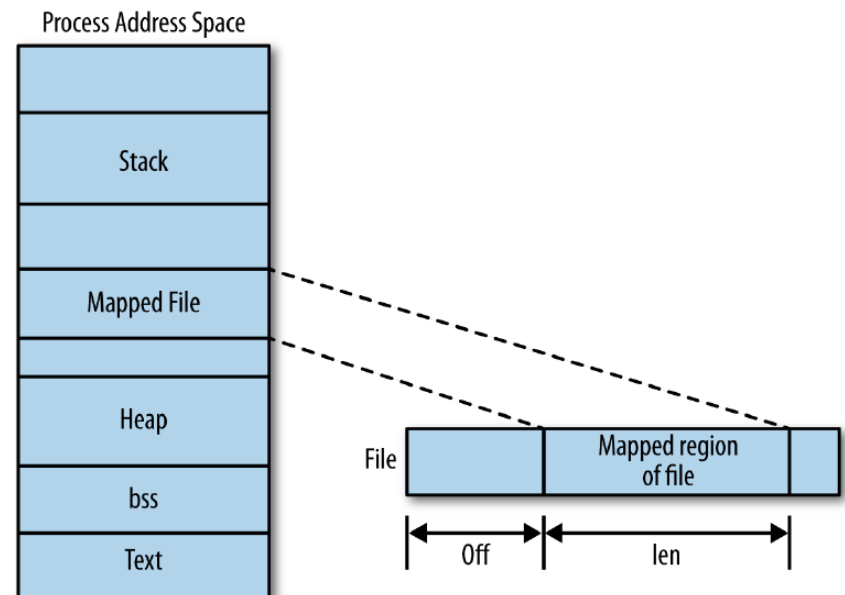 Process Address Space
Stack
Mapped File
Heap
bss
Text
File
Mapped region
of file
Off
len